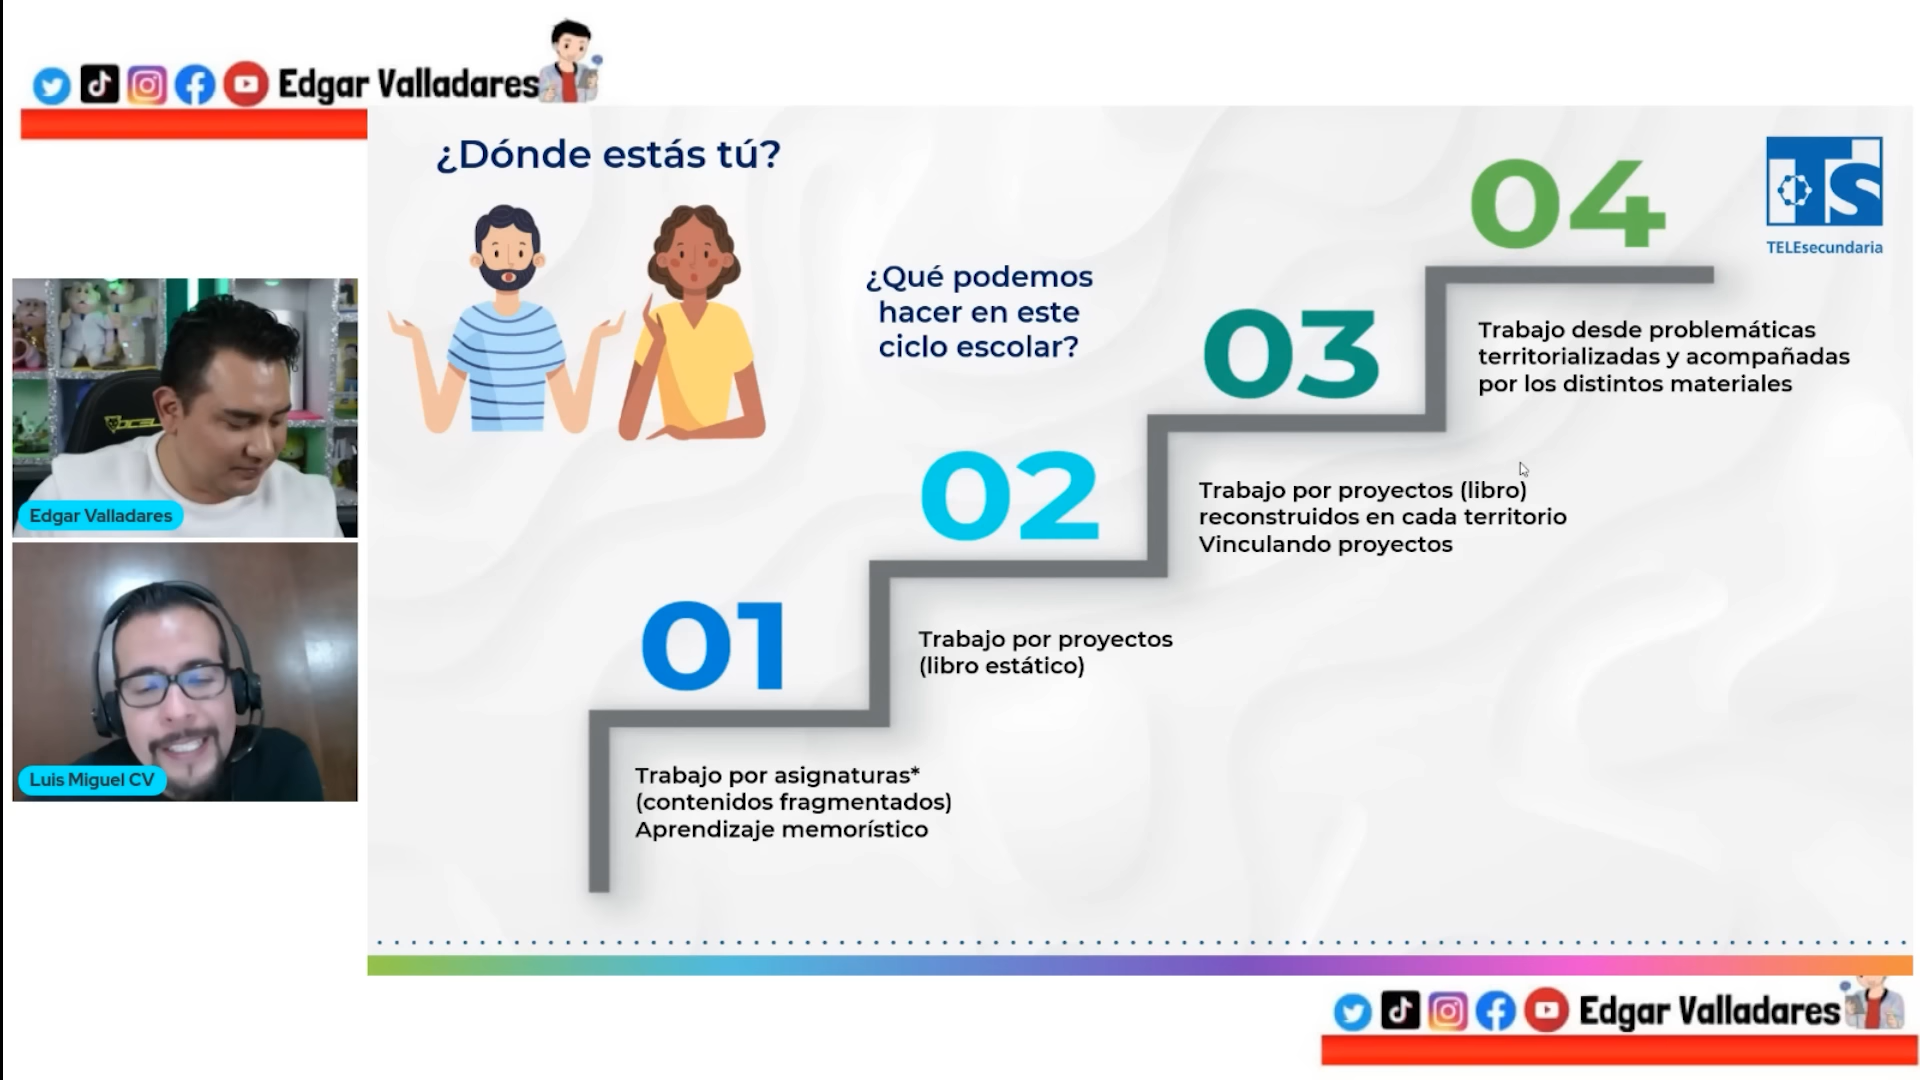 Edgar Valladares
¿Dónde estás tú?
¿Qué podemos
hacer en este
ciclo escolar?
04
TS
TELEsecundaria
Trabajo desde problemáticas
territorializadas y acompañadas
por los distintos materiales
03
Trabajo por proyectos (libro)
reconstruidos en cada territorio
Vinculando proyectos
02
Trabajo por proyectos
(libro estático)
01
Trabajo por asignaturas*
(contenidos fragmentados)
Aprendizaje memorístico
Edgar Valladares
Luis Miguel CV
Edgar Valladares